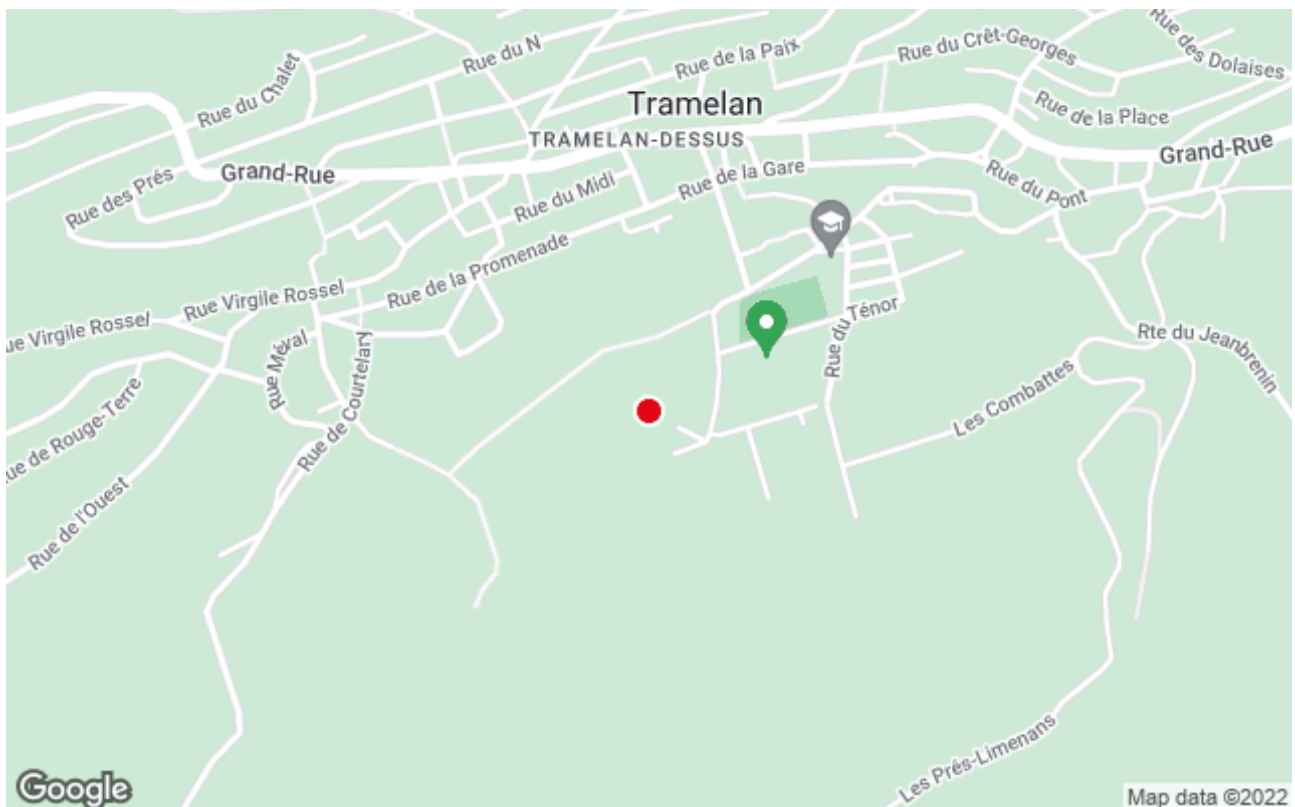 Rue du N
Rue de la Paix
Rue du Crêt-Georges
Rue des Dolaises
Rue du Chalet
Tramelan
TRAMELAN-DESSUS
Rue de la Place
Grand-Rue
Grand-Rue
Rue de la Gare
Rue des Prés
Rue du Midi
Rue du Pont
Rue de la Promenade
Rue Virgile Rossel
ue Virgile Rossel
Rue du Ténor
Rte du Jeanbrenin
Rue Méval
Rue de Courtelary
Les Combattes
ue de Rouge-Terre
Rue de l'Ouest
Les Prés-Limenans
Google
Map data ©2022